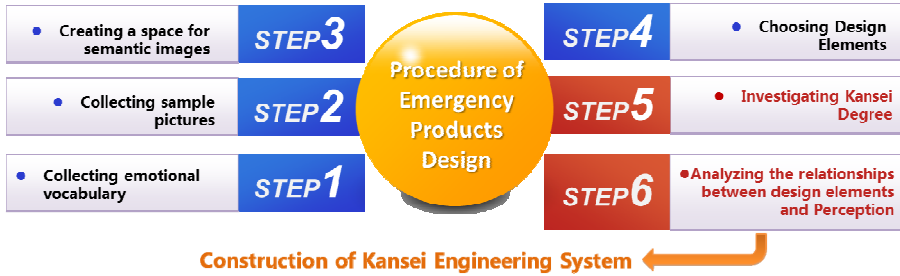 Creating a space for
semantic images
STEP3
Collecting sample
pictures
STEP2
Collecting emotional
vocabulary
STEP1
Procedure of
Emergency
Products
Design
STEP4
Choosing Design
Elements
STEP5
Investigating Kansei
Degree
STEP6
Analyzing the relationships
between design elements
and Perception
Construction of Kansei Engineering System